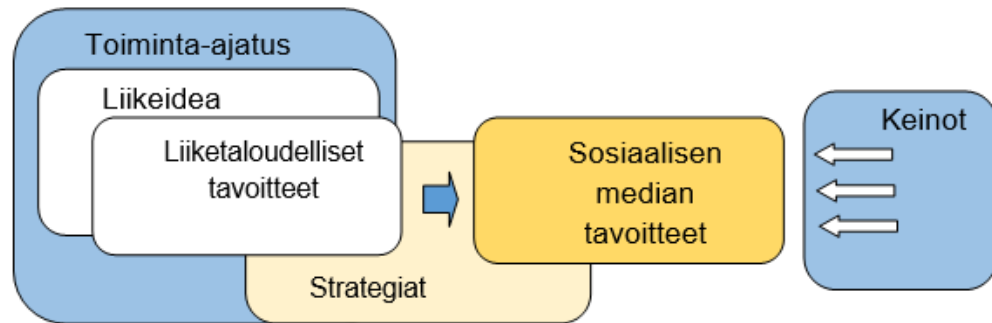 Toiminta-ajatus
Liikeidea
Liiketaloudelliset
tavoitteet
Strategiat
Sosiaalisen
median
tavoitteet
Keinot